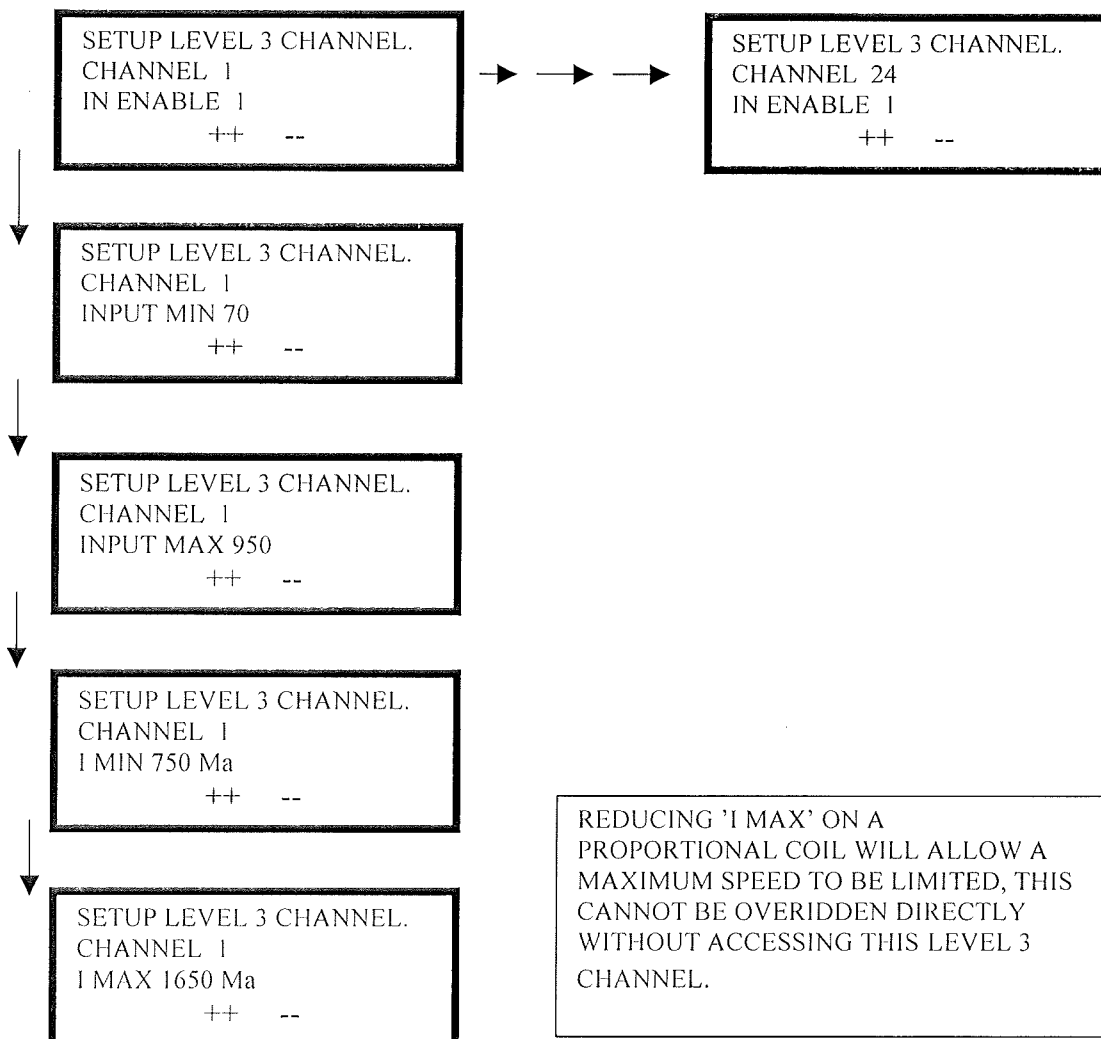 SETUP LEVEL 3 CHANNEL.
CHANNEL 1
IN ENABLE 1
++ --
SETUP LEVEL 3 CHANNEL.
CHANNEL 24
IN ENABLE 1
++ --
SETUP LEVEL 3 CHANNEL.
CHANNEL 1
INPUT MIN 70
++ --
SETUP LEVEL 3 CHANNEL.
CHANNEL 1
INPUT MAX 950
++ --
SETUP LEVEL 3 CHANNEL.
CHANNEL 1
I MIN 750 Ma
++ --
SETUP LEVEL 3 CHANNEL.
CHANNEL 1
I MAX 1650 Ma
++ --
REDUCING 'I MAX' ON A
PROPORTIONAL COIL WILL ALLOW A
MAXIMUM SPEED TO BE LIMITED, THIS
CANNOT BE OVERIDDEN DIRECTLY
WITHOUT ACCESSING THIS LEVEL 3
CHANNEL.